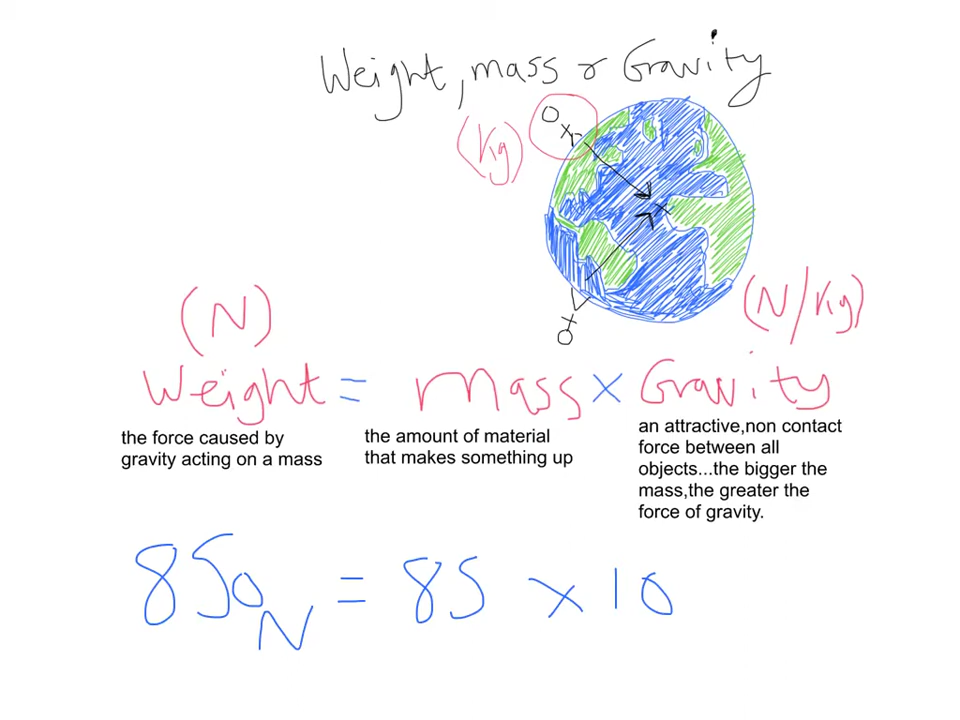 Weight, mass & Gravity
(Kg)
(N)
(N/Kg)
Weight = mass x Gravity
the force caused by
gravity acting on a mass
the amount of material
that makes something up
an attractive,non contact
force between all
objects...the bigger the
mass,the greater the
force of gravity.
850N = 85 x 10